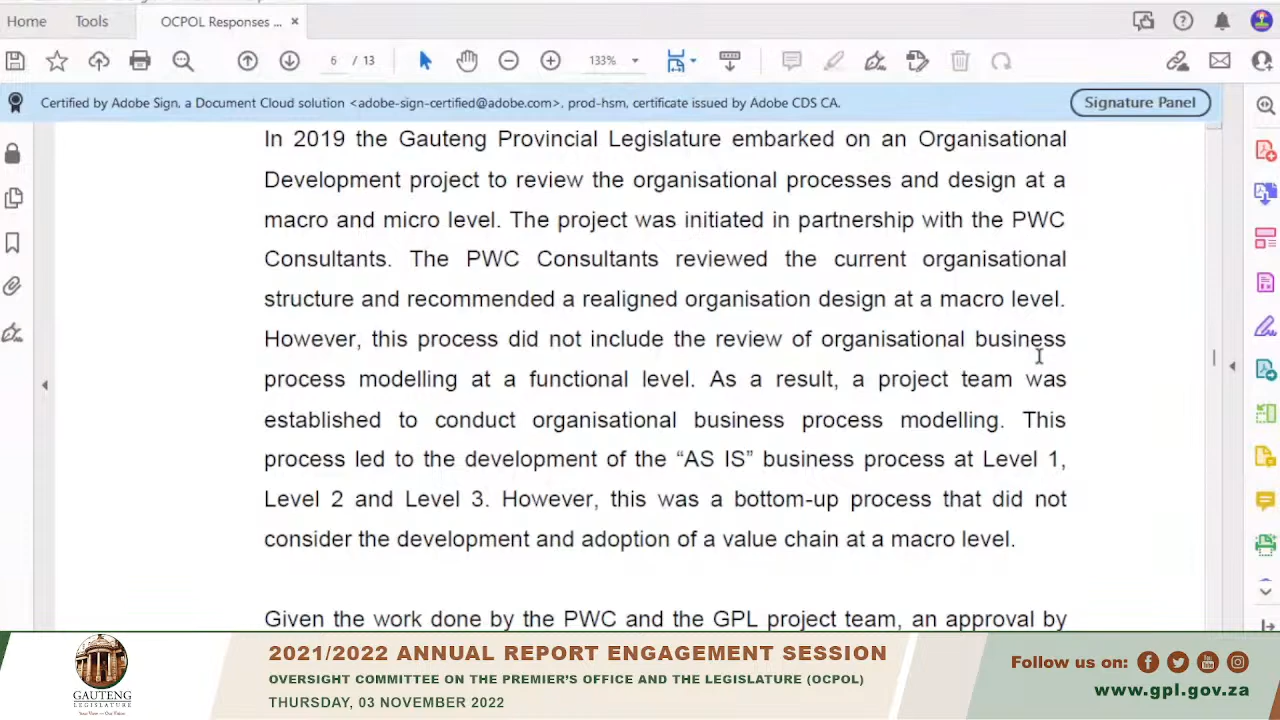 Home Tools OCPOL Responses ... ×
6 / 13 133%
Certified by Adobe Sign, a Document Cloud solution <adobe-sign-certified@adobe.com>, prod-hsm, certificate issued by Adobe CDS CA.
Signature Panel
In 2019 the Gauteng Provincial Legislature embarked on an Organisational
Development project to review the organisational processes and design at a
macro and micro level. The project was initiated in partnership with the PWC
Consultants. The PWC Consultants reviewed the current organisational
structure and recommended a realigned organisation design at a macro level.
However, this process did not include the review of organisational business
process modelling at a functional level. As a result, a project team was
established to conduct organisational business process modelling. This
process led to the development of the “AS IS” business process at Level 1,
Level 2 and Level 3. However, this was a bottom-up process that did not
consider the development and adoption of a value chain at a macro level.
Given the work done by the PWC and the GPL project team, an approval by
GAUTENG
LEGISLATURE
Your View — Our Vision
2021/2022 ANNUAL REPORT ENGAGEMENT SESSION
OVERSIGHT COMMITTEE ON THE PREMIER’S OFFICE AND THE LEGISLATURE (OCPOL)
THURSDAY, 03 NOVEMBER 2022
Follow us on:
www.gpl.gov.za